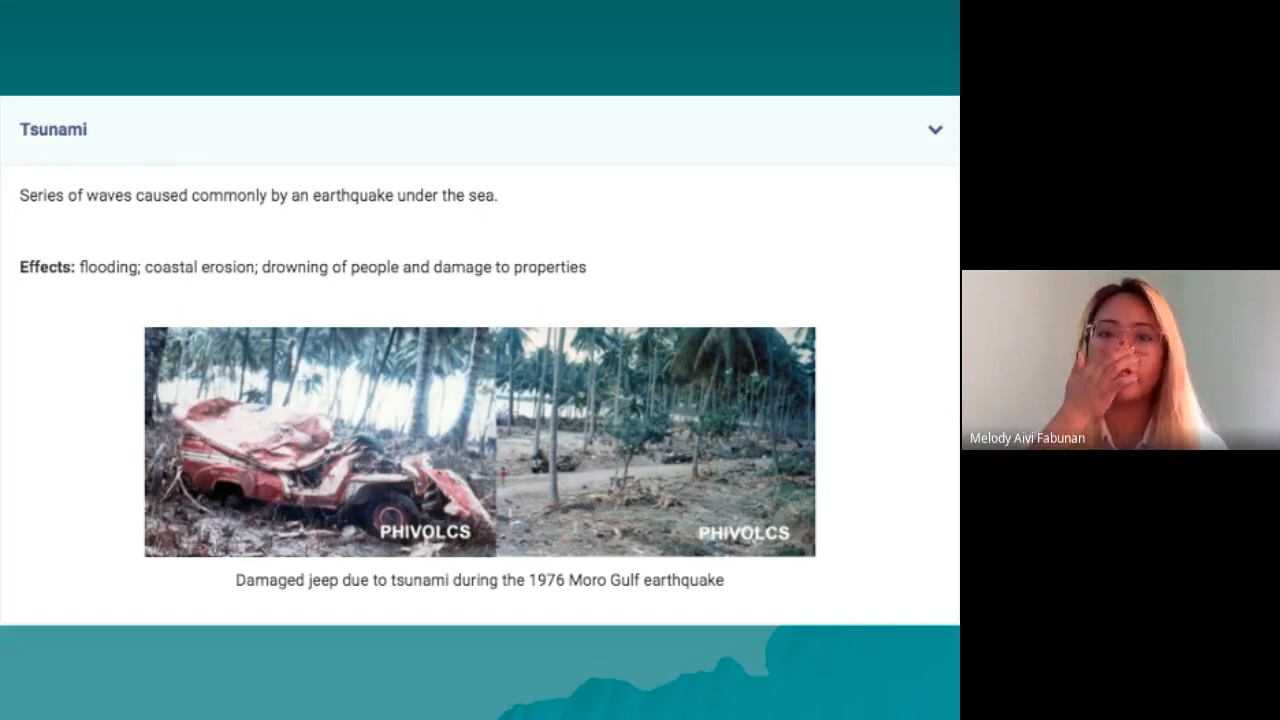 Tsunami
Series of waves caused commonly by an earthquake under the sea.
Effects: flooding; coastal erosion; drowning of people and damage to properties
PHIVOLCS
PHIVOLCS
Damaged jeep due to tsunami during the 1976 Moro Gulf earthquake
Melody Aivi Fabunan